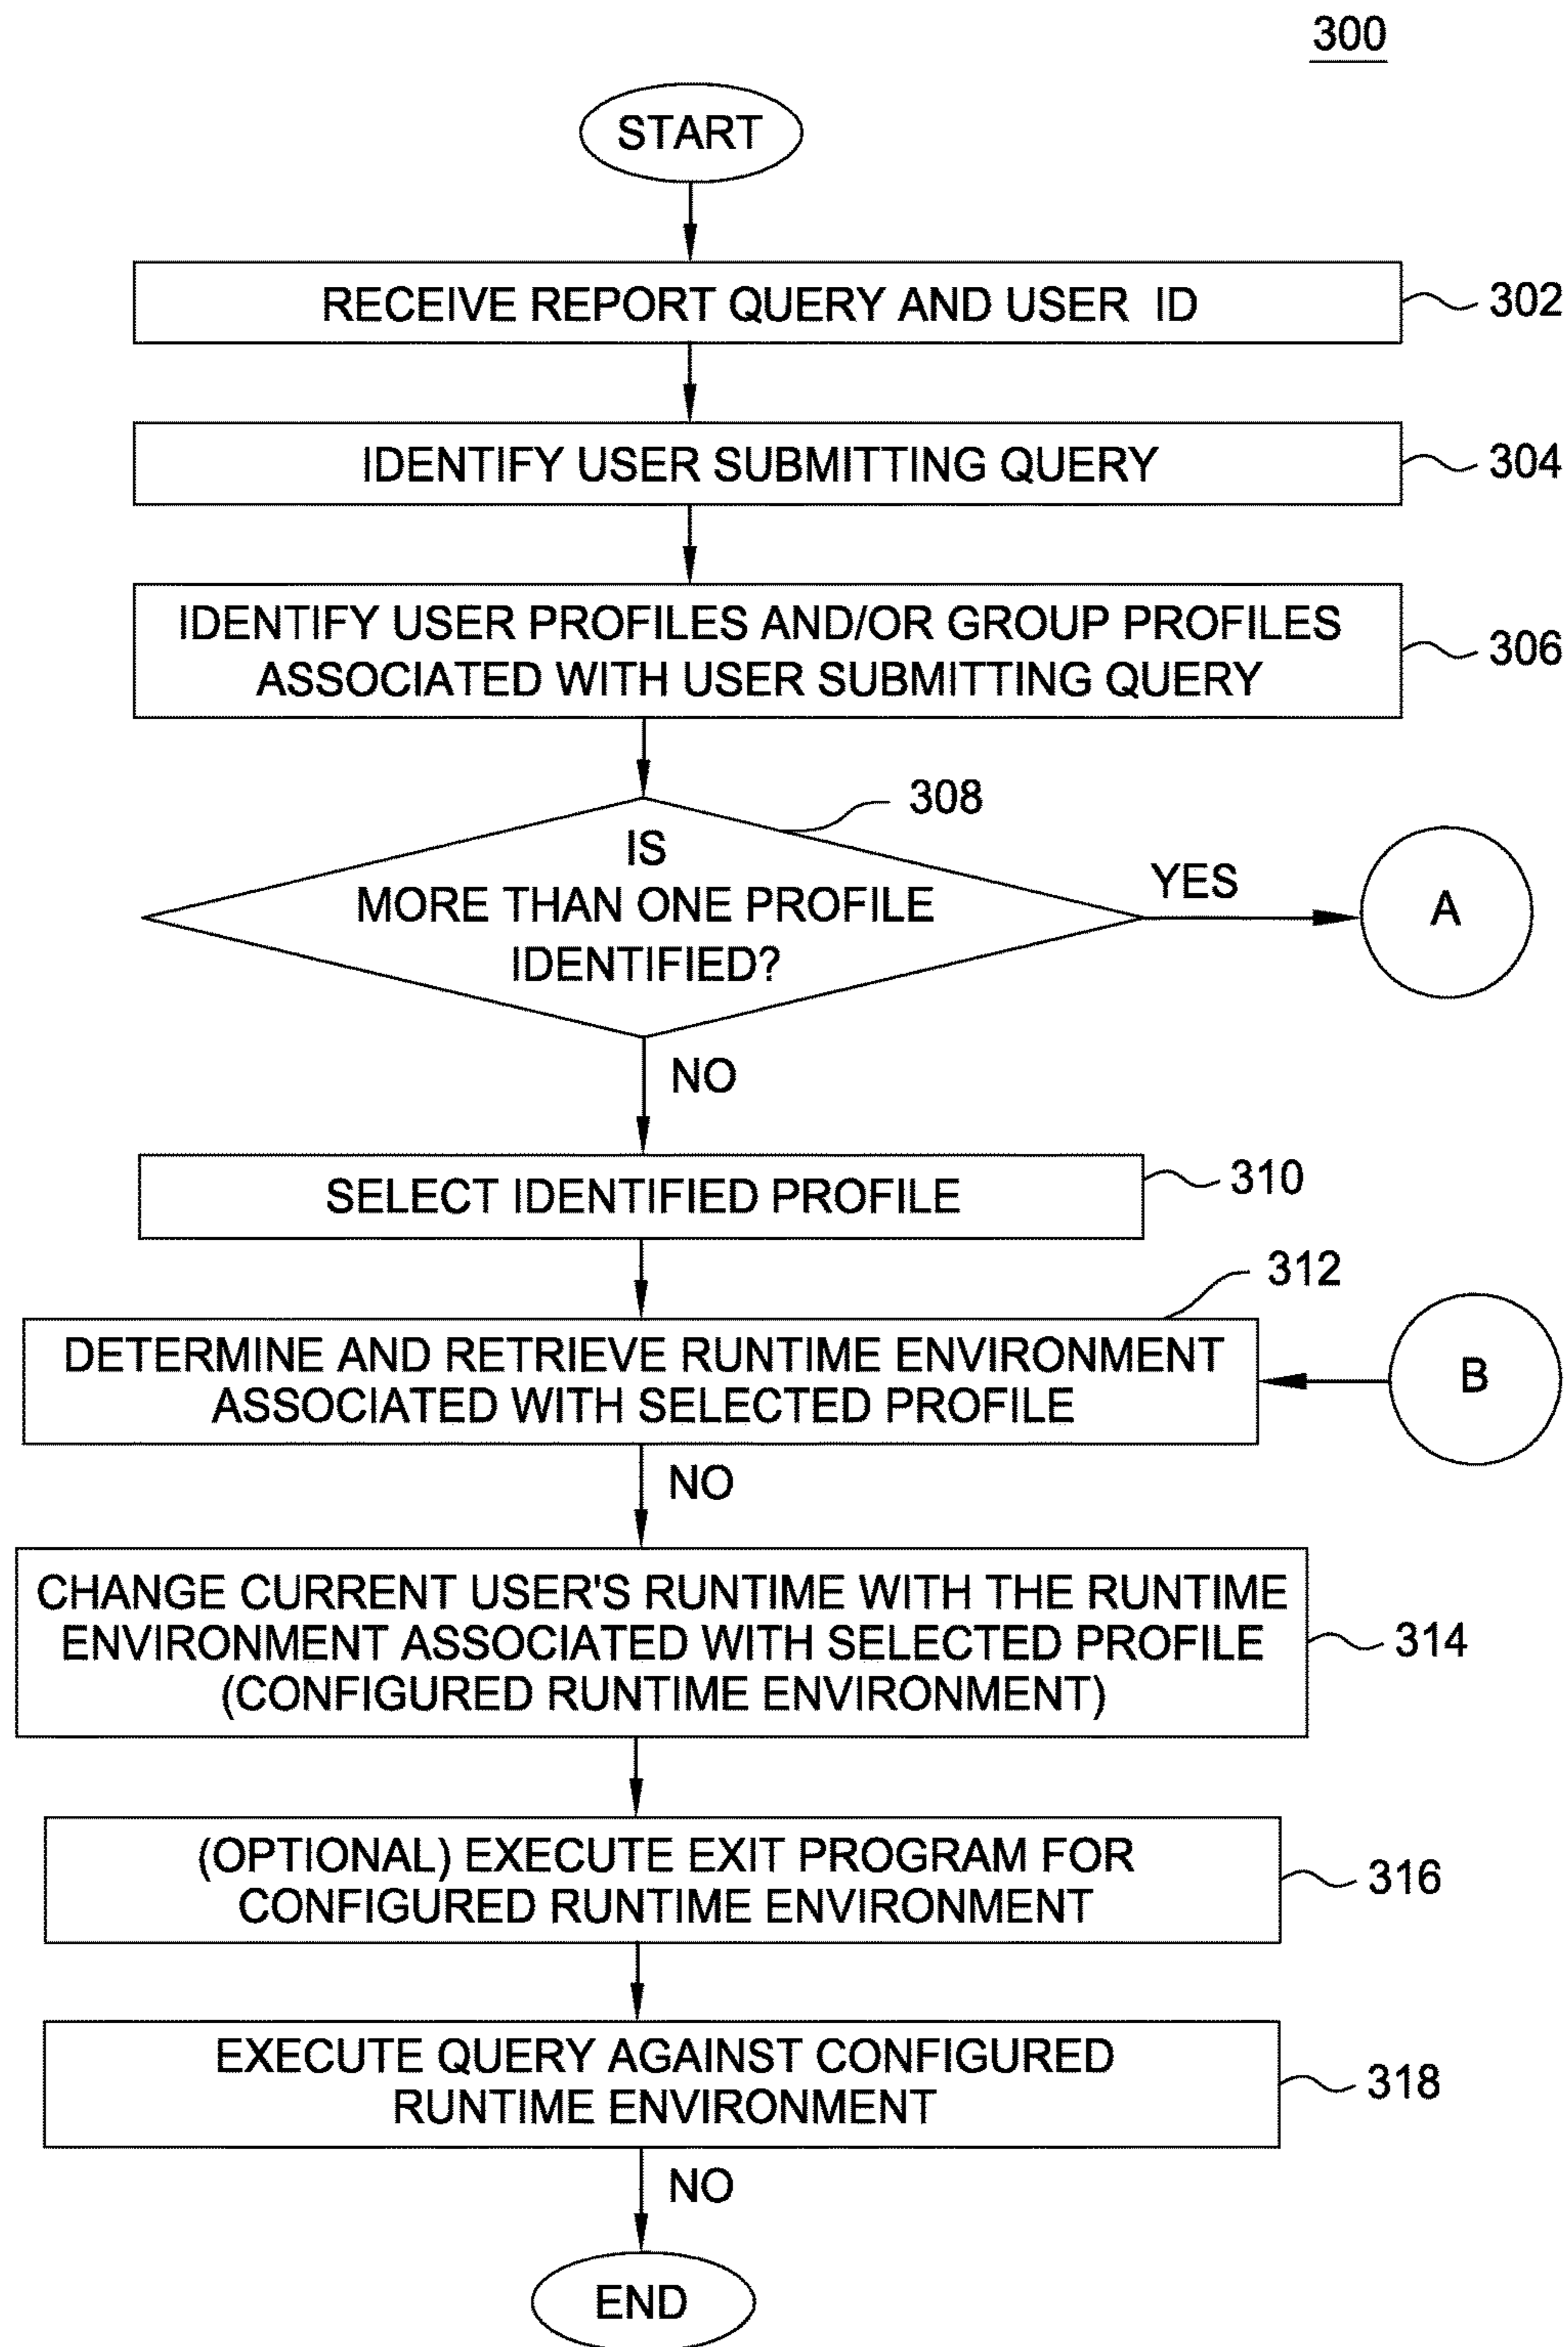 300
START
RECEIVE REPORT QUERY AND USER ID
302
IDENTIFY USER SUBMITTING QUERY
304
IDENTIFY USER PROFILES AND/OR GROUP PROFILES
ASSOCIATED WITH USER SUBMITTING QUERY
306
308
IS
MORE THAN ONE PROFILE
IDENTIFIED?
YES
A
NO
SELECT IDENTIFIED PROFILE
310
312
DETERMINE AND RETRIEVE RUNTIME ENVIRONMENT
ASSOCIATED WITH SELECTED PROFILE
B
NO
CHANGE CURRENT USER'S RUNTIME WITH THE RUNTIME
ENVIRONMENT ASSOCIATED WITH SELECTED PROFILE
(CONFIGURED RUNTIME ENVIRONMENT)
314
(OPTIONAL) EXECUTE EXIT PROGRAM FOR
CONFIGURED RUNTIME ENVIRONMENT
316
EXECUTE QUERY AGAINST CONFIGURED
RUNTIME ENVIRONMENT
318
NO
END